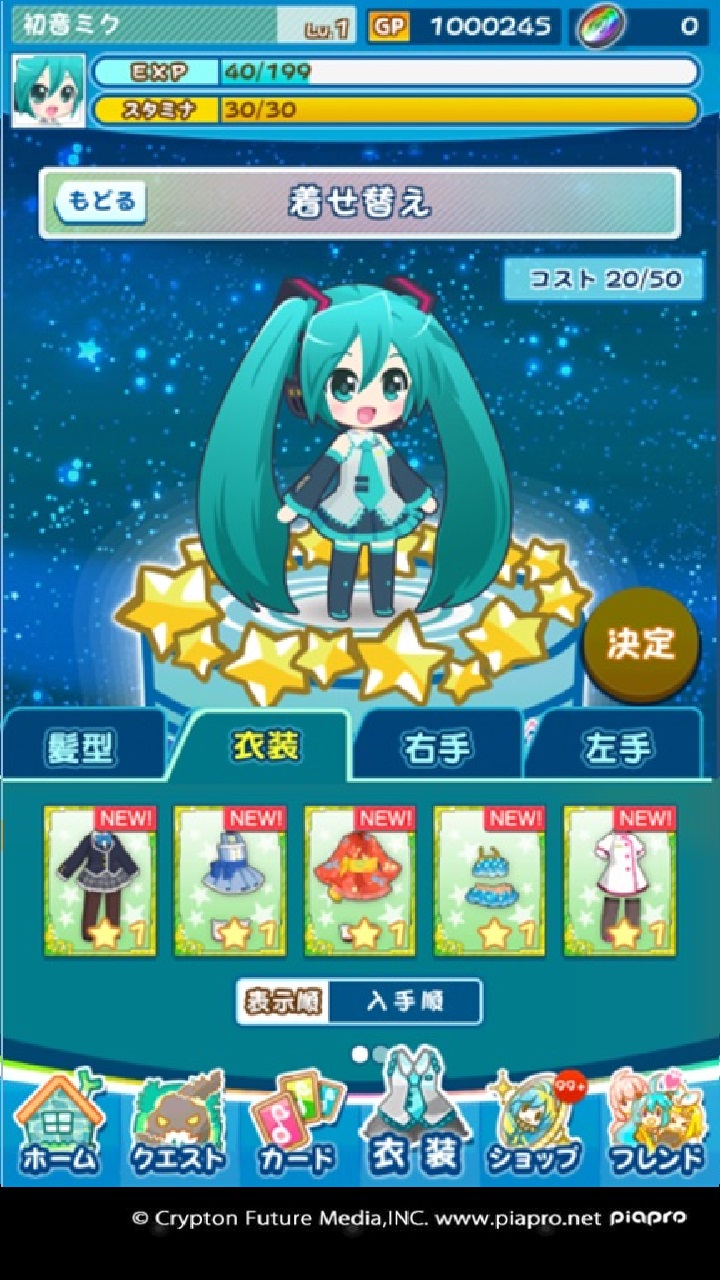 初音ミク Lv.1 GP 1000245 0
EXP 40/199
スタミナ 30/30
もどる 着せ替え
コスト 20/50
決定
髪型 衣装 右手 左手
NEW! NEW! NEW! NEW! NEW!
1 1 1 1 1
表示順 入手順
99+
ホーム クエスト カード 衣装 ショップ フレンド
© Crypton Future Media,INC. www.piapro.net piapro